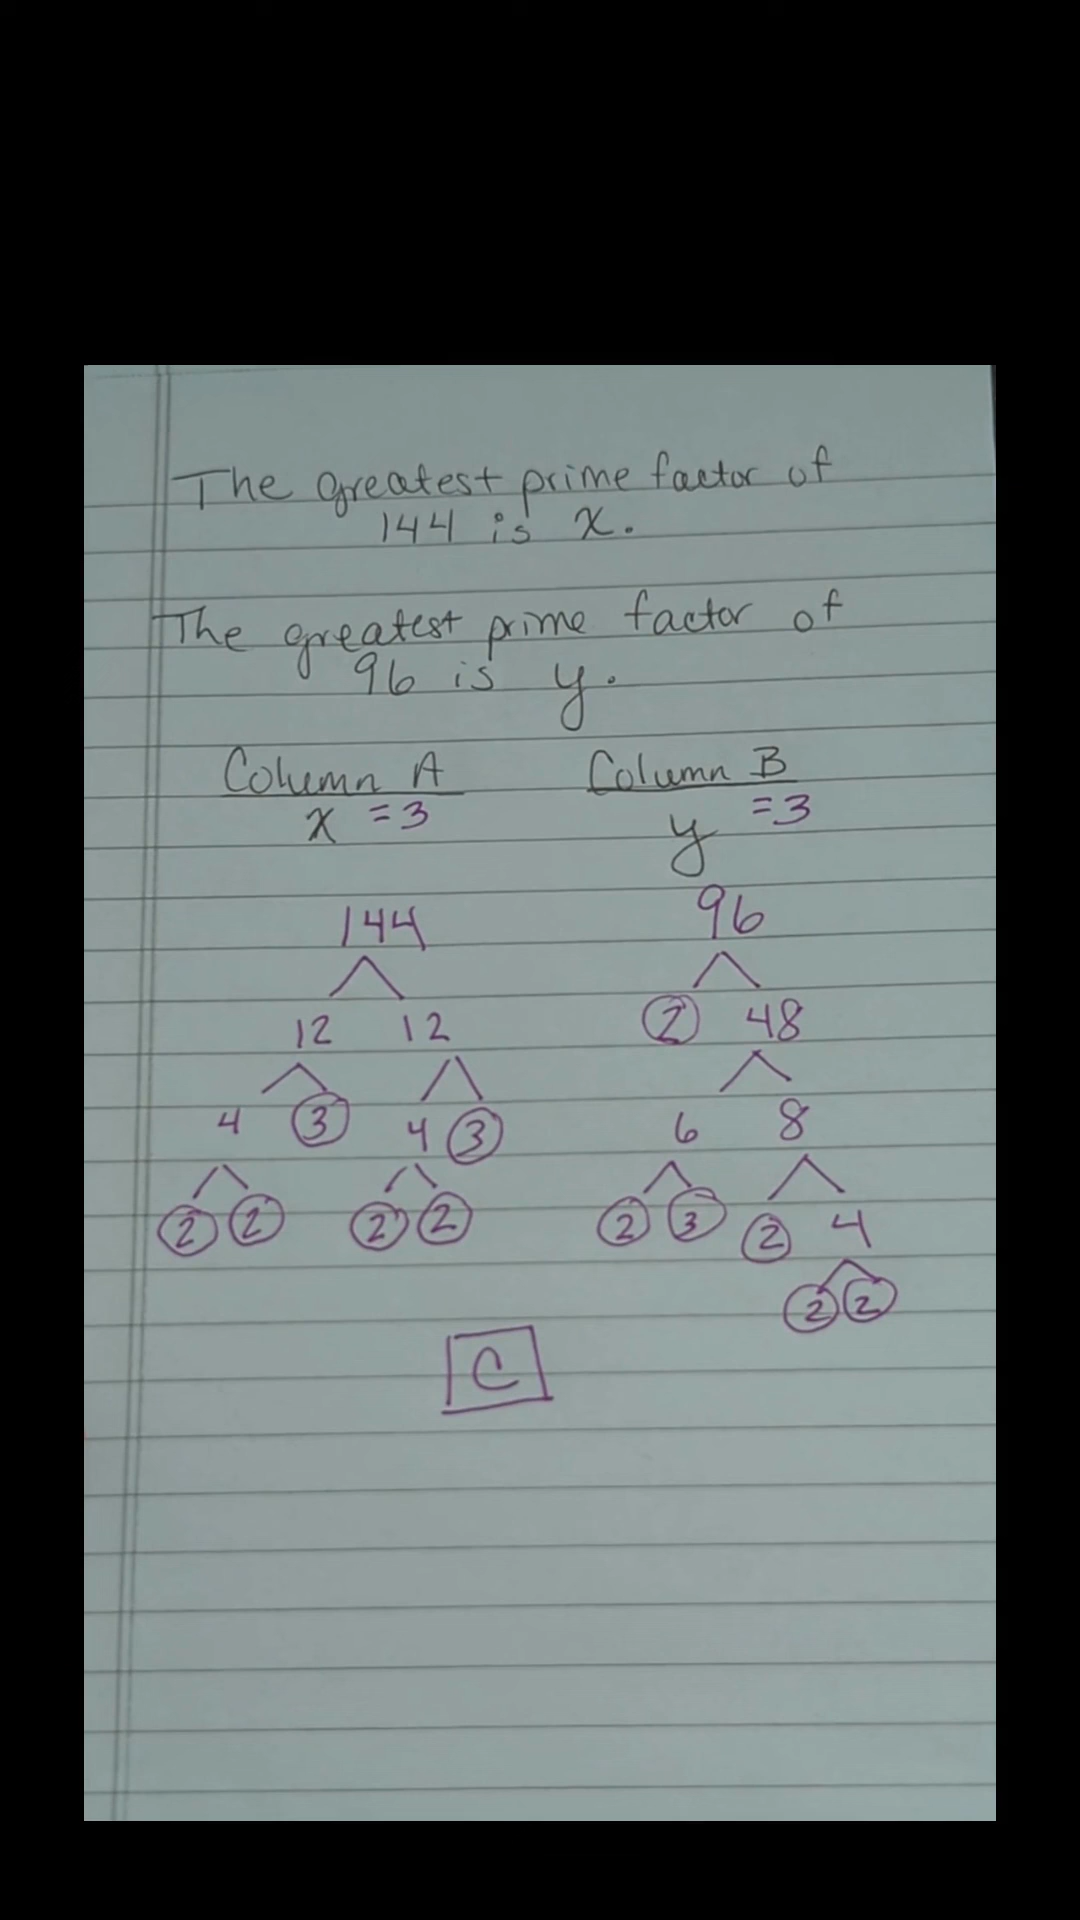 The greatest prime factor of
144 is x.
The greatest prime factor of
96 is y.
Column A Column B
x = 3 y = 3
144 96
12 12 2 48
4 3 4 3 6 8
2 2 2 2 2 3 2 4
2 2
C